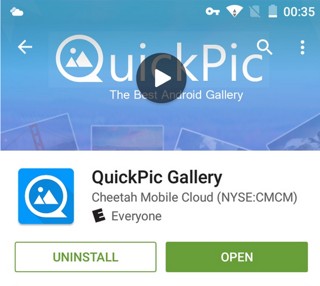 00:35
QuickPic
The Best Android Gallery
QuickPic Gallery
Cheetah Mobile Cloud (NYSE:CMCM)
E Everyone
UNINSTALL
OPEN